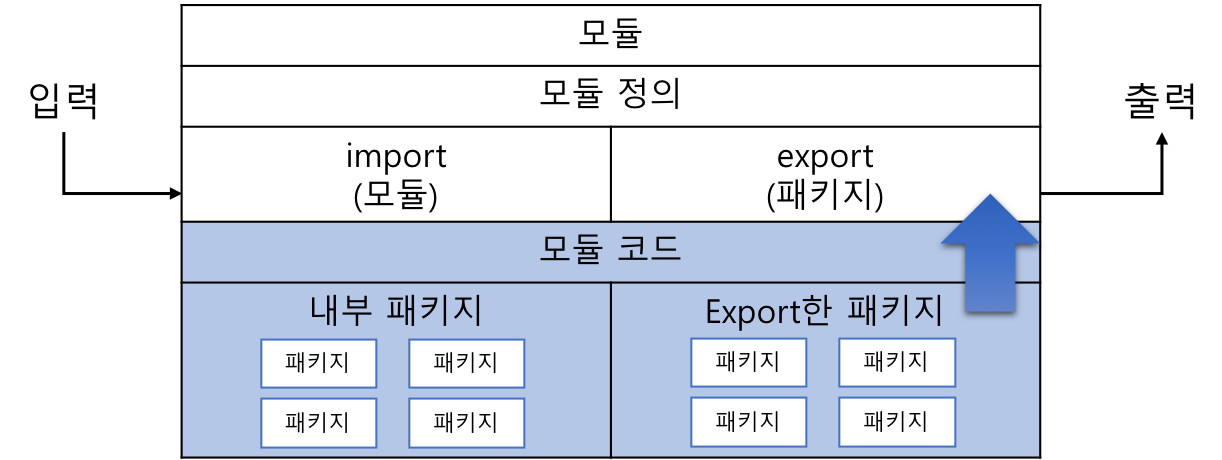 모듈
모듈 정의
입력
출력
import
(모듈)
export
(패키지)
모듈 코드
내부 패키지
Export한 패키지
패키지
패키지
패키지
패키지
패키지
패키지
패키지
패키지